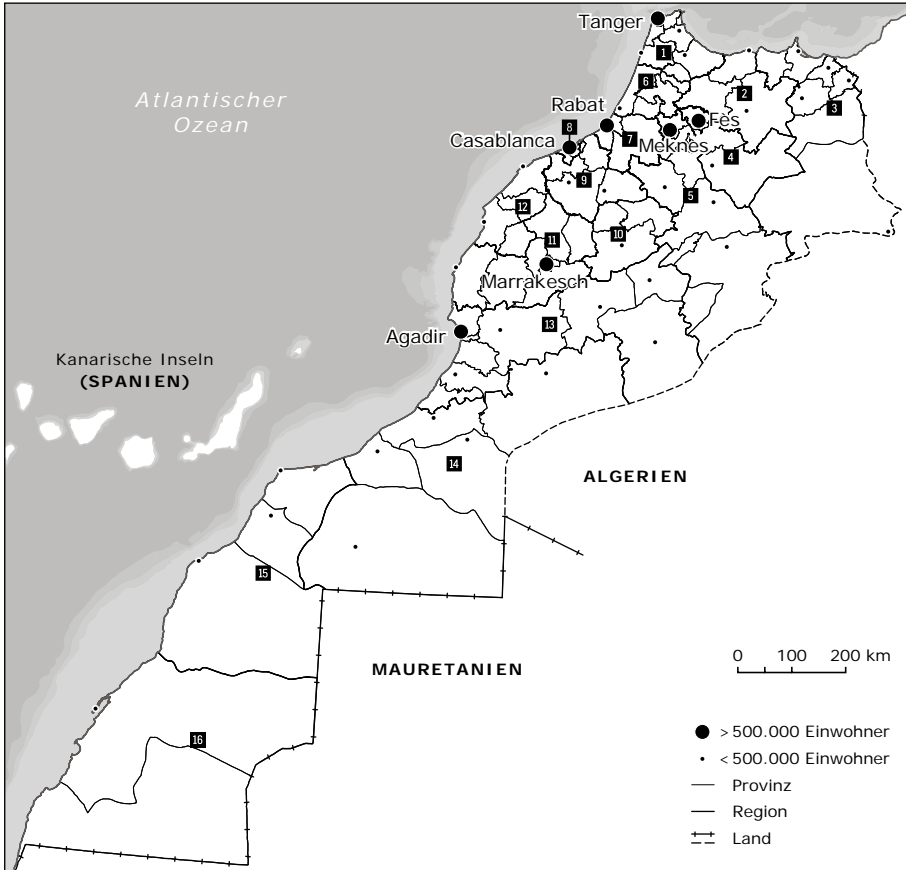 Tanger
1
6
2
3
Atlantischer
Ozean
Rabat
8
Fès
7
Casablanca
Meknes
4
9
5
12
10
11
Marrakesch
13
Agadir
Kanarische Inseln
(SPANIEN)
14
ALGERIEN
15
MAURETANIEN
0 100 200 km
16
> 500.000 Einwohner
< 500.000 Einwohner
Provinz
Region
Land